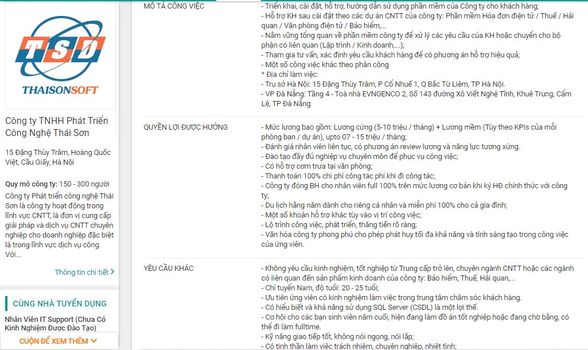 TSD
THAISONSOFT
Công ty TNHH Phát Triển
Công Nghệ Thái Sơn
15 Đặng Thùy Trâm, Hoàng Quốc
Việt, Cầu Giấy, Hà Nội
Quy mô công ty: 150 - 300 người
Công ty Phát triển công nghệ Thái
Sơn là công ty hoạt động trong
lĩnh vực CNTT, là đơn vị cung cấp
giải pháp và dịch vụ CNTT chuyên
nghiệp cho doanh nghiệp đặc biệt
là trong lĩnh vực dịch vụ công.
Với...
Thông tin chi tiết
CÙNG NHÀ TUYỂN DỤNG
Nhân Viên IT Support (Chưa Có
Kinh Nghiệm Được Đào Tạo)
CUỘN ĐỂ XEM THÊM
MÔ TẢ CÔNG VIỆC
- Triển khai, cài đặt, hỗ trợ, hướng dẫn sử dụng phần mềm của Công ty cho khách hàng;
- Hỗ trợ KH sau cài đặt theo các dự án CNTT của công ty: Phần mềm Hóa đơn điện tử / Thuế / Hải
quan / Văn phòng điện tử / Bảo hiểm,...
- Nắm vững tổng quan về phần mềm công ty để xử lý các yêu cầu của KH hoặc chuyển cho bộ
phận có liên quan (Lập trình / Kinh doanh,...);
- Tham gia tư vấn, xác định yêu cầu khách hàng để có phương án hỗ trợ hiệu quả;
- Một số công việc khác theo phân công
* Địa chỉ làm việc:
- Trụ sở Hà Nội: 15 Đặng Thùy Trâm, P Cổ Nhuế 1, Q Bắc Từ Liêm, TP Hà Nội.
- VP Đà Nẵng: Tầng 4 - Toà nhà EVNGENCO 2, Số 143 đường Xô Viết Nghệ Tĩnh, Khuê Trung, Cẩm
Lệ, TP Đà Nẵng
QUYỀN LỢI ĐƯỢC HƯỞNG
- Mức lương bao gồm: Lương cứng (5-10 triệu / tháng) + Lương mềm (Tùy theo KPIs của mỗi
phòng ban / dự án), upto 07 - 15 triệu / tháng);
- Đánh giá nhân viên liên tục, có phương án review lương và nâng lực tương xứng.
- Đào tạo đầy đủ nghiệp vụ chuyên môn để phục vụ công việc;
- Có hỗ trợ cơm trưa tại văn phòng;
- Thanh toán 100% chi phí công tác phí khi đi công tác;
- Công ty đóng BH cho nhân viên full 100% trên mức lương cơ bản khi ký HĐ chính thức với công
ty;
- Du lịch hằng năm dành cho riêng cá nhân và miễn phí 100% cho cả gia đình;
- Một số khoản hỗ trợ khác tùy vào vị trí công việc;
- Lộ trình công việc, phát triển, thăng tiến rõ ràng;
- Văn hóa công ty phong phú cho phép phát huy tối đa khả năng và tính sáng tạo trong công việc
của ứng viên.
YÊU CẦU KHÁC
- Không yêu cầu kinh nghiệm, tốt nghiệp từ Trung cấp trở lên, chuyên ngành CNTT hoặc các ngành
có liên quan đến sản phẩm kinh doanh của công ty: Bảo hiểm, Thuế, Hải quan,...
- Chỉ tuyển Nam, độ tuổi: 20 - 25 tuổi;
- Ưu tiên ứng viên có kinh nghiệm làm việc trong trung tâm chăm sóc khách hàng.
- Có hiểu biết và khả năng sử dụng SQL Server (CSDL) là một lợi thế.
- Cơ hội cho các bạn sinh viên năm cuối, hiện đang làm đồ án tốt nghiệp hoặc đang chờ bằng, có
thể đi làm fulltime.
- Kỹ năng giao tiếp tốt, không nói ngọng, nói lắp;
- Có tinh thần làm việc trách nhiệm, chuyên nghiệp, nhiệt tình;